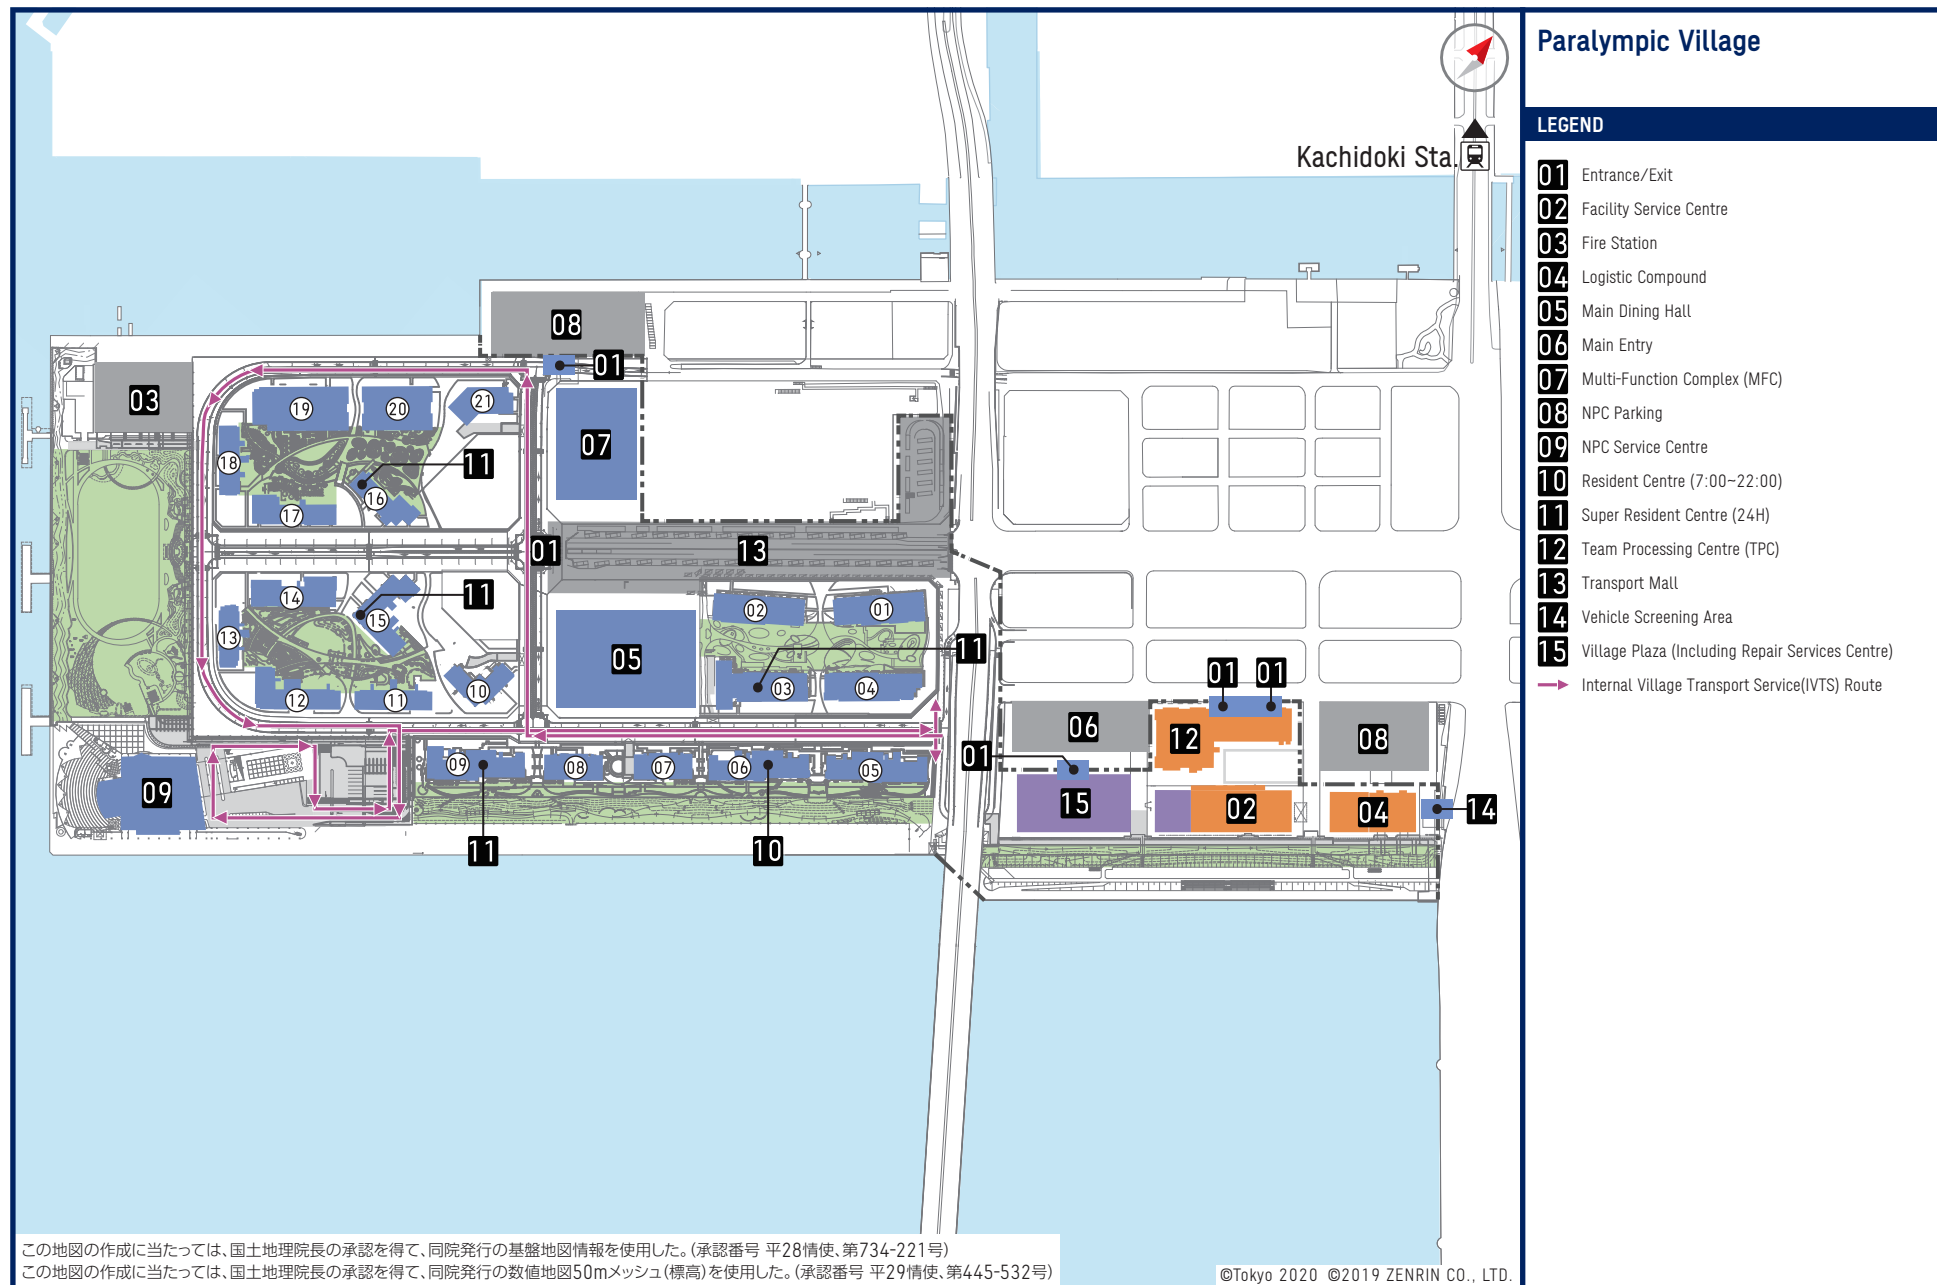 Paralympic Village
LEGEND
01 Entrance/Exit
02 Facility Service Centre
03 Fire Station
04 Logistic Compound
05 Main Dining Hall
06 Main Entry
07 Multi-Function Complex (MFC)
08 NPC Parking
09 NPC Service Centre
10 Resident Centre (7:00~22:00)
11 Super Resident Centre (24H)
12 Team Processing Centre (TPC)
13 Transport Mall
14 Vehicle Screening Area
15 Village Plaza (Including Repair Services Centre)
Internal Village Transport Service(IVTS) Route
Kachidoki Sta.
08
01
03
19
20
21
07
18
11
16
17
01
13
14
11
15
13
02
01
05
11
12
11
10
03
04
01
01
06
12
08
01
09
08
07
06
05
09
15
02
04
14
11
10
この地図の作成に当たっては、国土地理院長の承認を得て、同院発行の基盤地図情報を使用した。(承認番号 平28情使、第734-221号)
この地図の作成に当たっては、国土地理院長の承認を得て、同院発行の数値地図50mメッシュ(標高)を使用した。(承認番号 平29情使、第445-532号)
©Tokyo 2020 ©2019 ZENRIN CO., LTD.